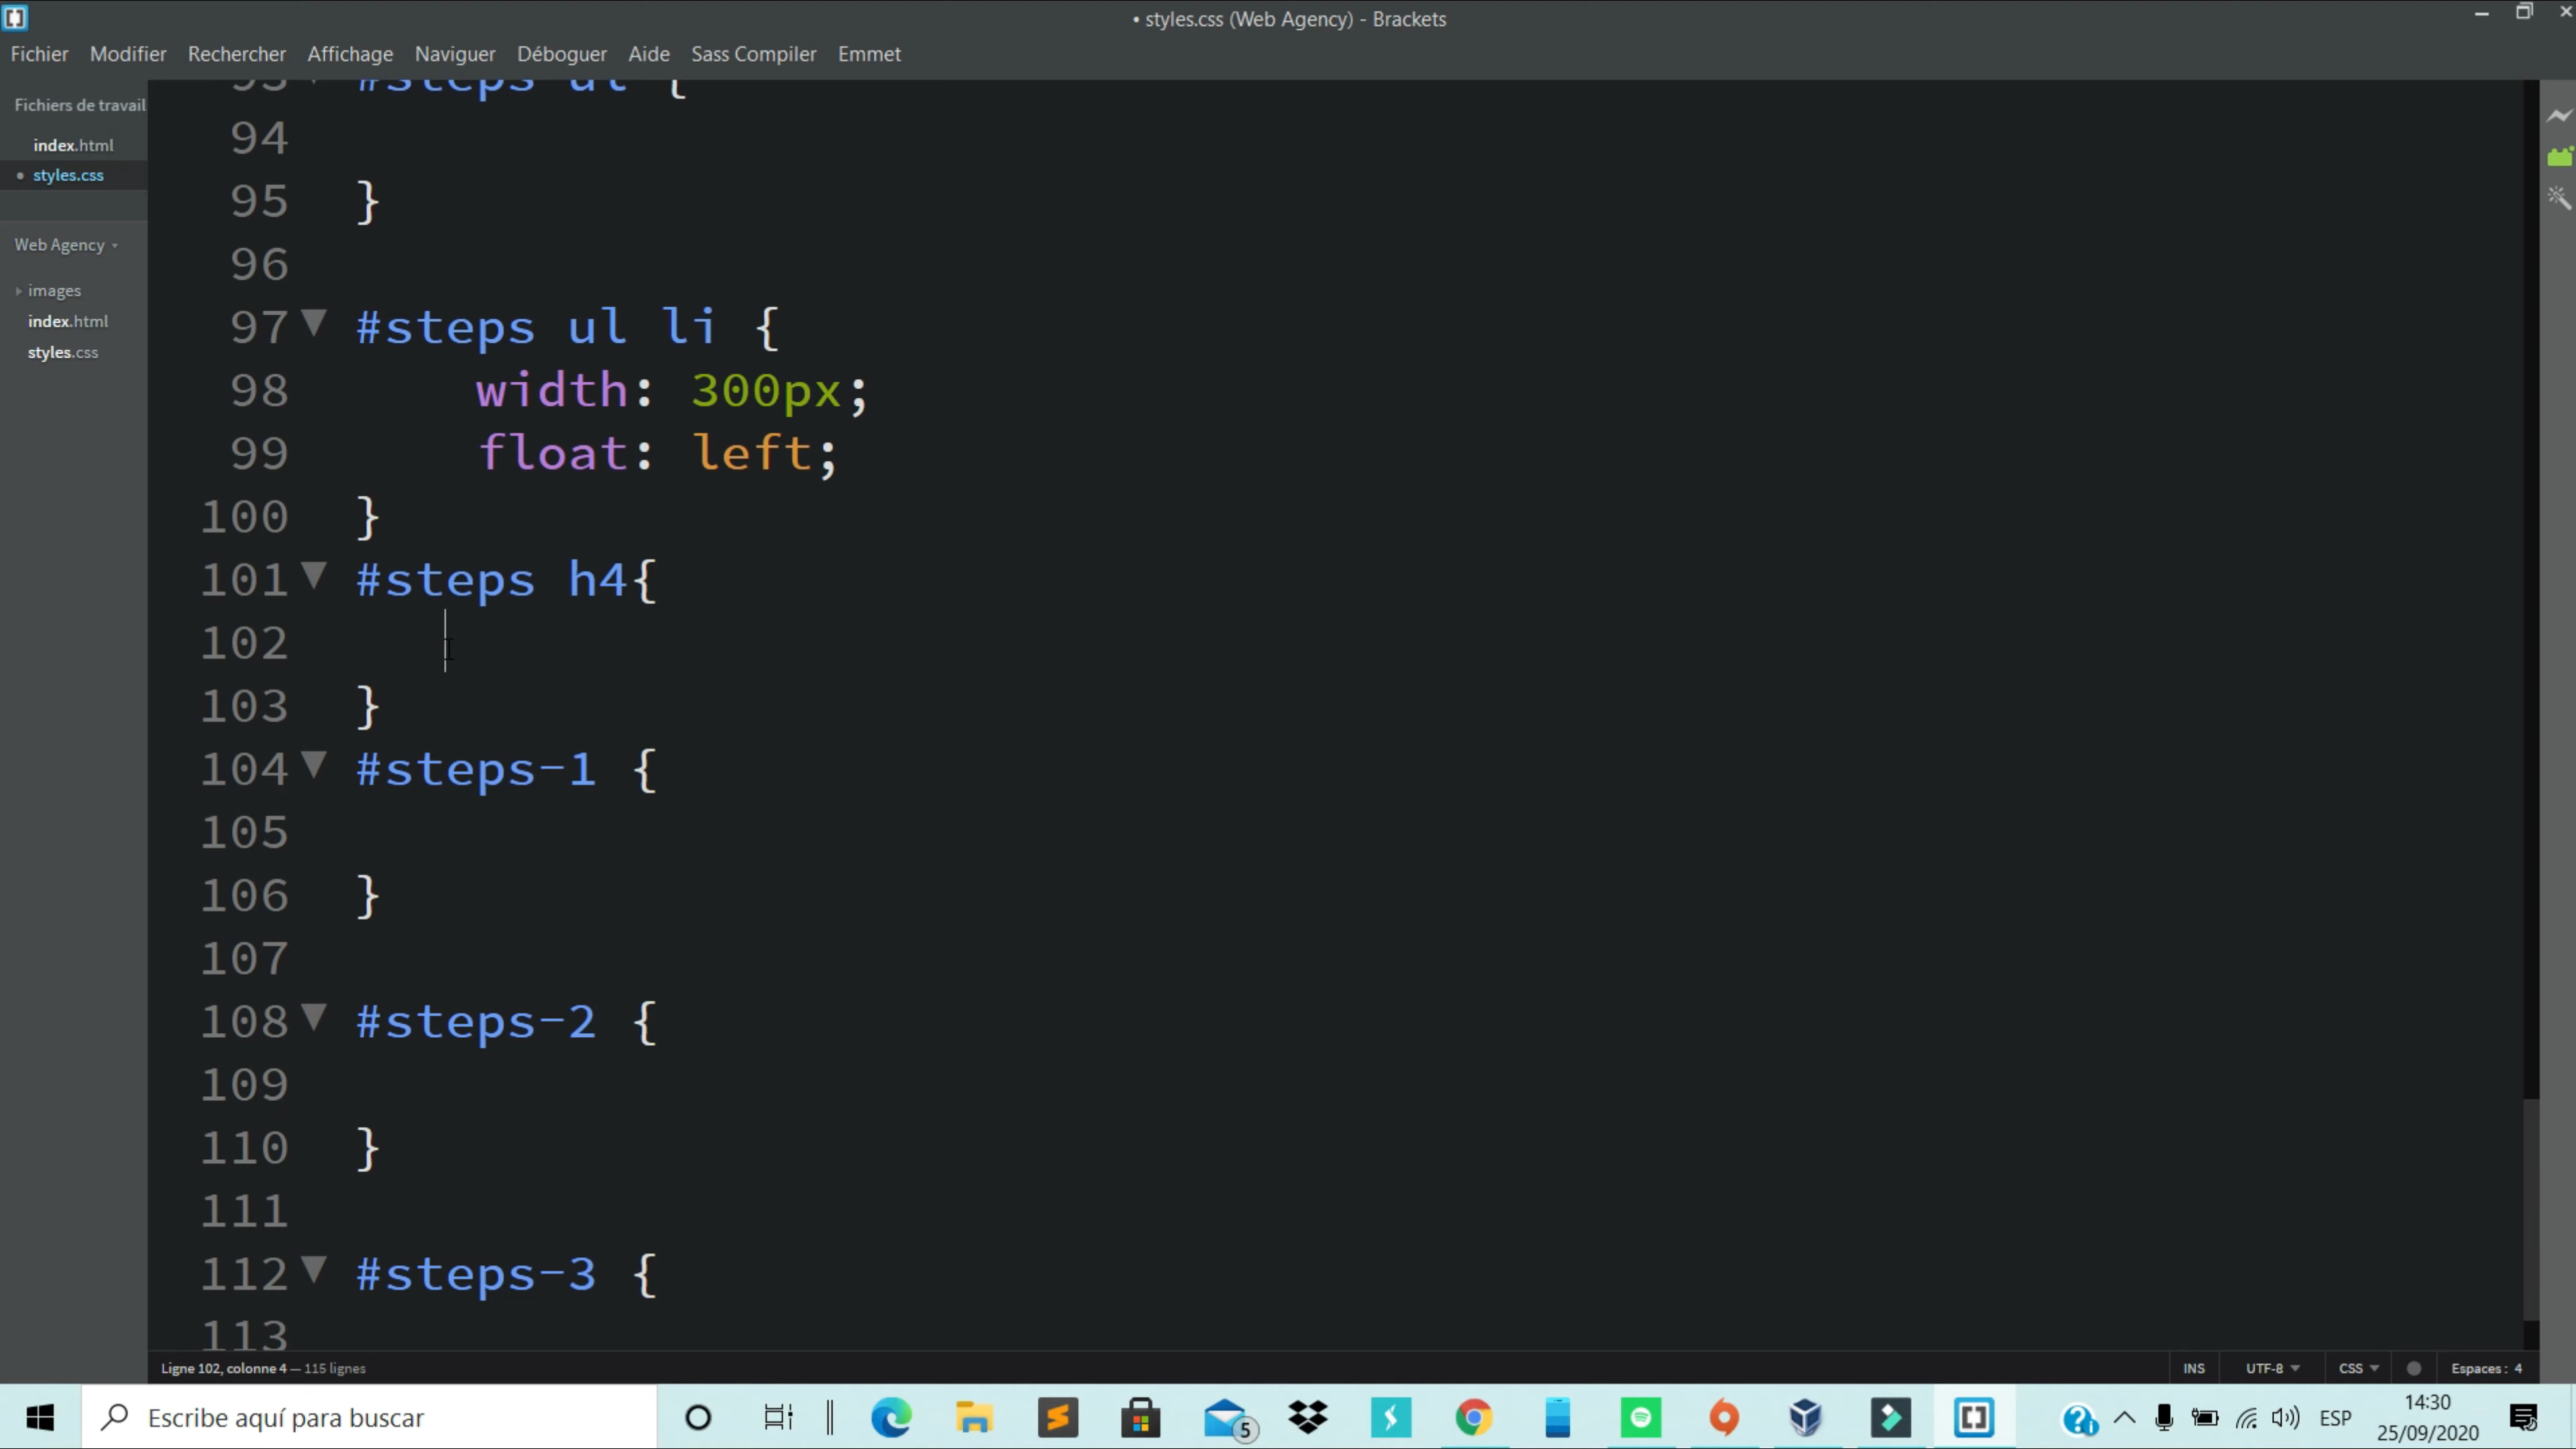 • styles.css (Web Agency) - Brackets
Fichier Modifier Rechercher Affichage Naviguer Déboguer Aide Sass Compiler Emmet
Fichiers de travail
index.html
• styles.css
Web Agency
images
index.html
styles.css
93 #steps ul {
94
95 }
96
97 #steps ul li {
98 width: 300px;
99 float: left;
100 }
101 #steps h4{
102
103 }
104 #steps-1 {
105
106 }
107
108 #steps-2 {
109
110 }
111
112 #steps-3 {
113
Ligne 102, colonne 4 — 115 lignes
INS UTF-8 CSS Espaces : 4
Escribe aquí para buscar
5
ESP
14:30
25/09/2020